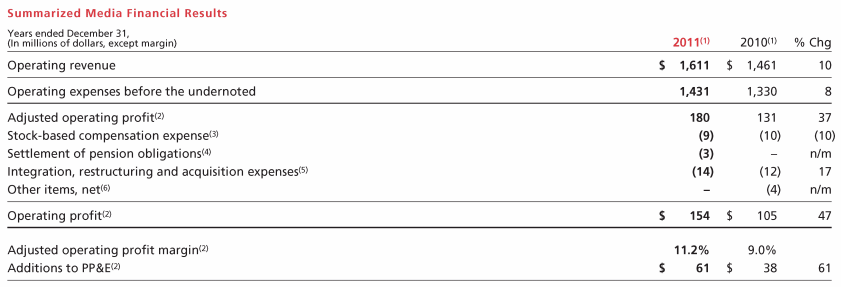 Summarized Media Financial Results
Years ended December 31,
(In millions of dollars, except margin) 2011(1) 2010(1) % Chg
Operating revenue $ 1,611 $ 1,461 10
Operating expenses before the undernoted 1,431 1,330 8
Adjusted operating profit(2) 180 131 37
Stock-based compensation expense(3) (9) (10) (10)
Settlement of pension obligations(4) (3) – n/m
Integration, restructuring and acquisition expenses(5) (14) (12) 17
Other items, net(6) – (4) n/m
Operating profit(2) $ 154 $ 105 47
Adjusted operating profit margin(2) 11.2% 9.0%
Additions to PP&E(2) $ 61 $ 38 61